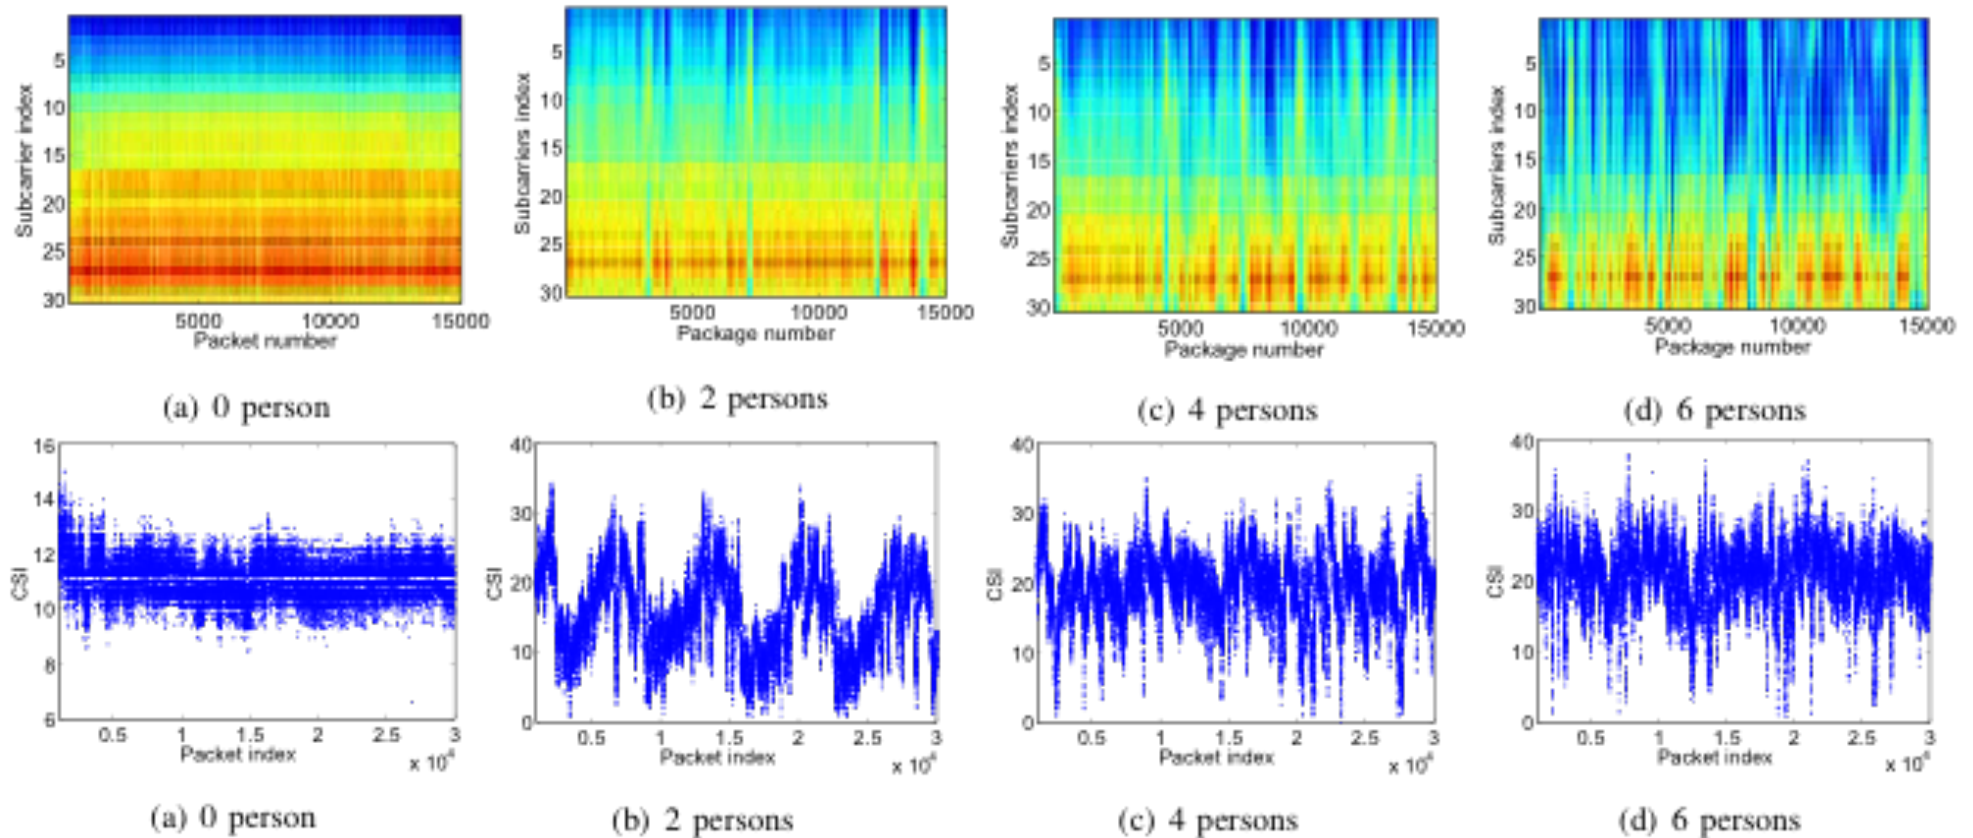 5
10
15
20
25
30
Subcarrier index
5000 10000 15000
Packet number
(a) 0 person
5
10
15
20
25
30
Subcarriers index
5000 10000 15000
Package number
(b) 2 persons
5
10
15
20
25
30
Subcarriers index
5000 10000 15000
Package number
(c) 4 persons
5
10
15
20
25
30
Subcarriers index
5000 10000 15000
Package number
(d) 6 persons
16
14
12
10
8
6
CSI
0.5 1 1.5 2 2.5 3
Packet index
x 10⁴
(a) 0 person
40
30
20
10
0
CSI
0.5 1 1.5 2 2.5 3
Packet index
x 10⁴
(b) 2 persons
40
30
20
10
0
CSI
0.5 1 1.5 2 2.5 3
Packet index
x 10⁴
(c) 4 persons
40
30
20
10
0
CSI
0.5 1 1.5 2 2.5 3
Packet index
x 10⁴
(d) 6 persons